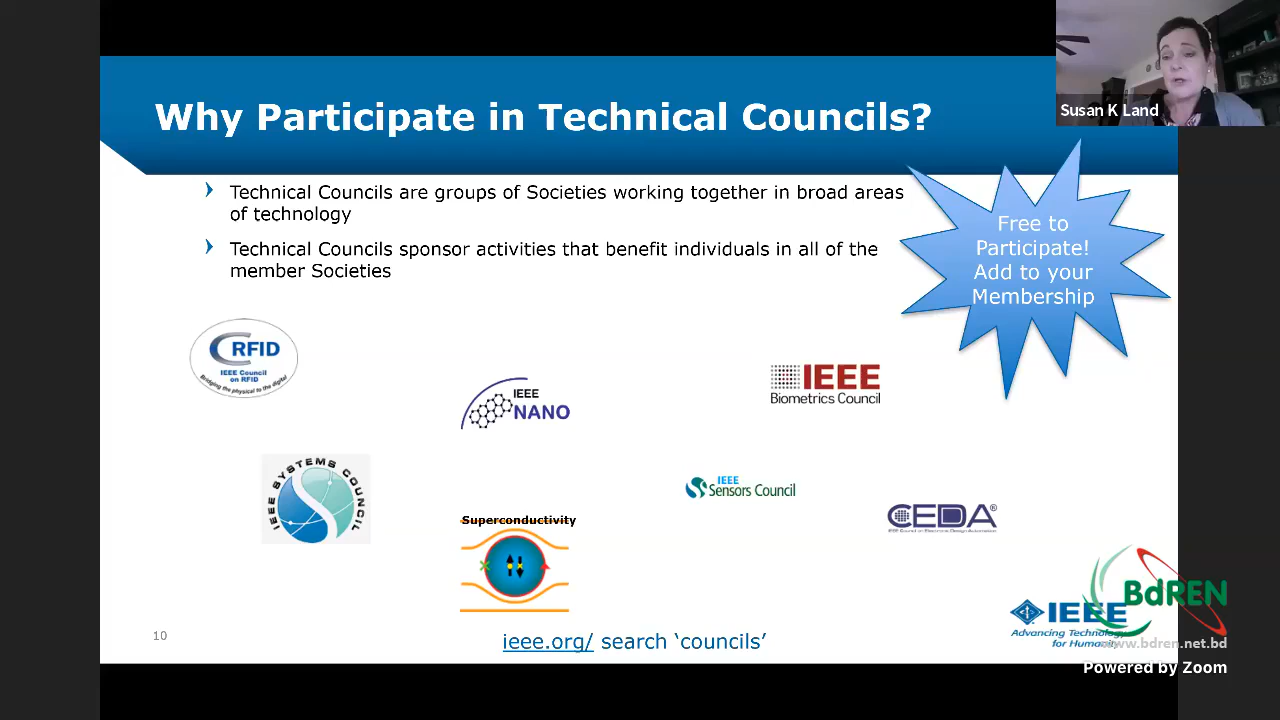 Why Participate in Technical Councils?
Susan K Land
Technical Councils are groups of Societies working together in broad areas
of technology
Technical Councils sponsor activities that benefit individuals in all of the
member Societies
Free to
Participate!
Add to your
Membership
RFID
IEEE Council
on RFID
Bridging the physical to the digital
IEEE
NANO
IEEE
Biometrics Council
IEEE SYSTEMS COUNCIL
IEEE
Sensors Council
Superconductivity
CEDA®
IEEE Council on Electronic Design Automation
10
ieee.org/ search ‘councils’
IEEE
Advancing Technology
for Humanity
BdREN
www.bdren.net.bd
Powered by Zoom